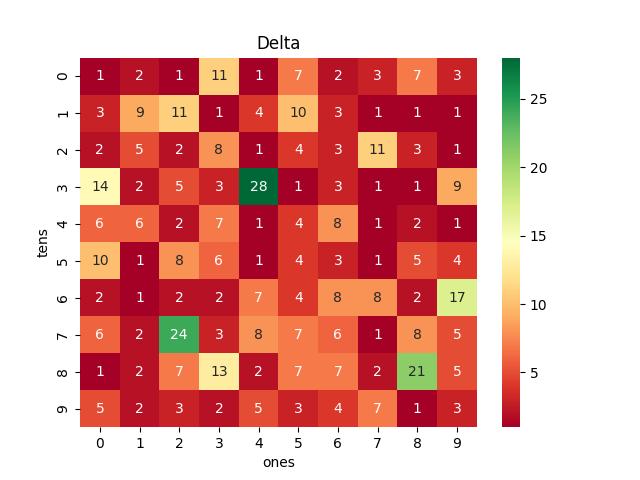 Delta
0 1 2 1 11 1 7 2 3 7 3
1 3 9 11 1 4 10 3 1 1 1
2 2 5 2 8 1 4 3 11 3 1
3 14 2 5 3 28 1 3 1 1 9
4 6 6 2 7 1 4 8 1 2 1
5 10 1 8 6 1 4 3 1 5 4
6 2 1 2 2 7 4 8 8 2 17
7 6 2 24 3 8 7 6 1 8 5
8 1 2 7 13 2 7 7 2 21 5
9 5 2 3 2 5 3 4 7 1 3
0 1 2 3 4 5 6 7 8 9
ones
tens
25
20
15
10
5